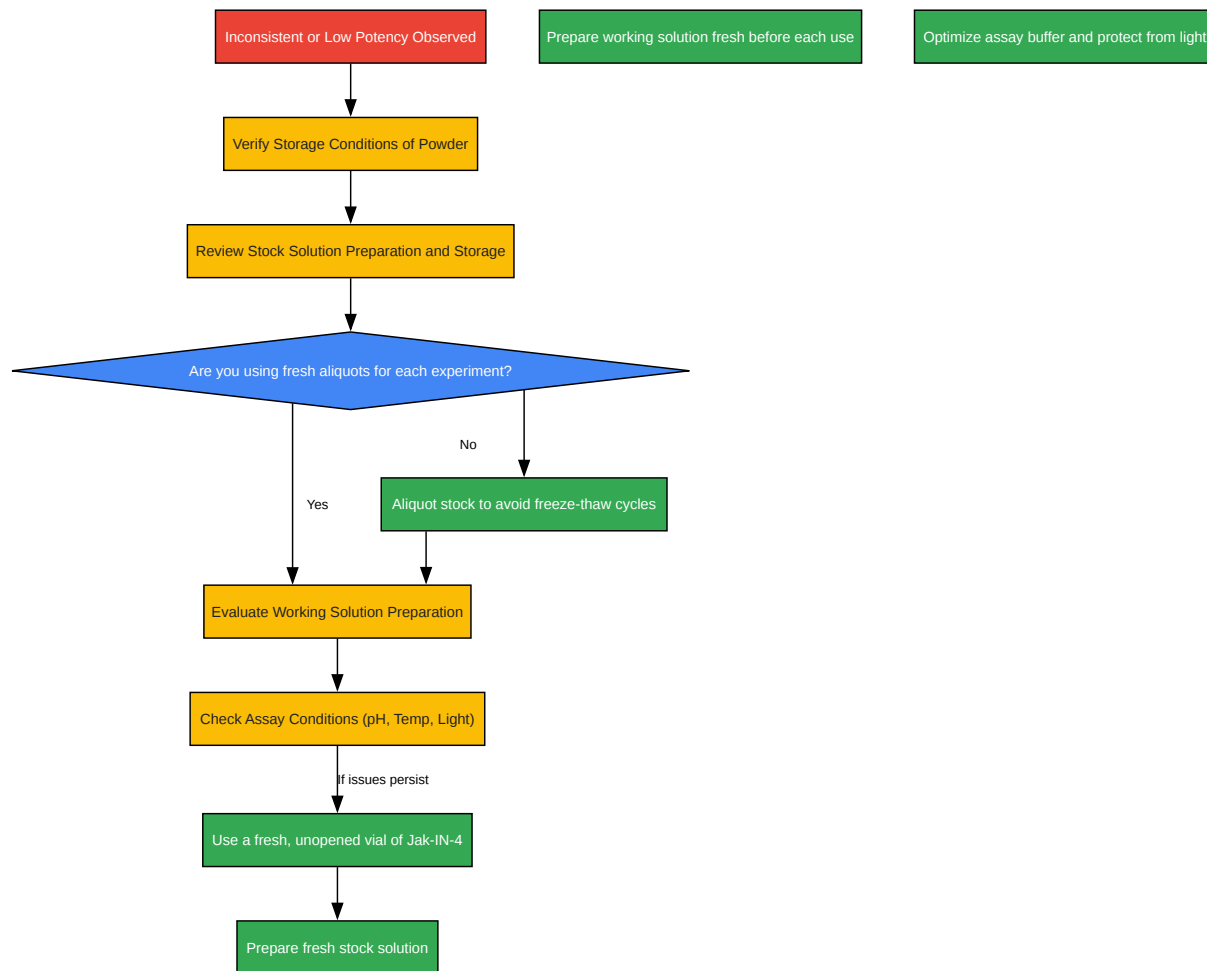 Inconsistent or Low Potency Observed
Prepare working solution fresh before each use
Optimize assay buffer and protect from light
Verify Storage Conditions of Powder
Review Stock Solution Preparation and Storage
Are you using fresh aliquots for each experiment?
No
Aliquot stock to avoid freeze-thaw cycles
Yes
Evaluate Working Solution Preparation
Check Assay Conditions (pH, Temp, Light)
If issues persist
Use a fresh, unopened vial of Jak-IN-4
Prepare fresh stock solution